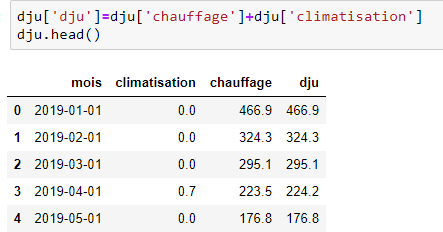 dju['dju']=dju['chauffage']+dju['climatisation']
dju.head()
mois climatisation chauffage dju
0 2019-01-01 0.0 466.9 466.9
1 2019-02-01 0.0 324.3 324.3
2 2019-03-01 0.0 295.1 295.1
3 2019-04-01 0.7 223.5 224.2
4 2019-05-01 0.0 176.8 176.8